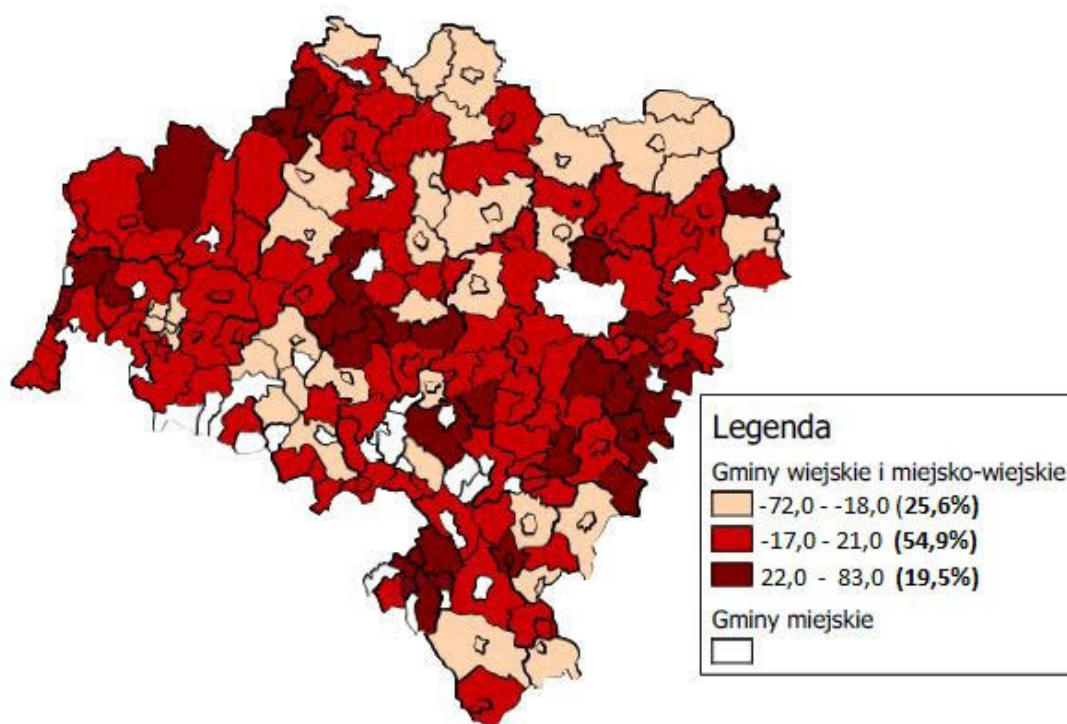 Legenda
Gminy wiejskie i miejsko-wiejskie
-72,0 - -18,0 (25,6%)
-17,0 - 21,0 (54,9%)
22,0 - 83,0 (19,5%)
Gminy miejskie